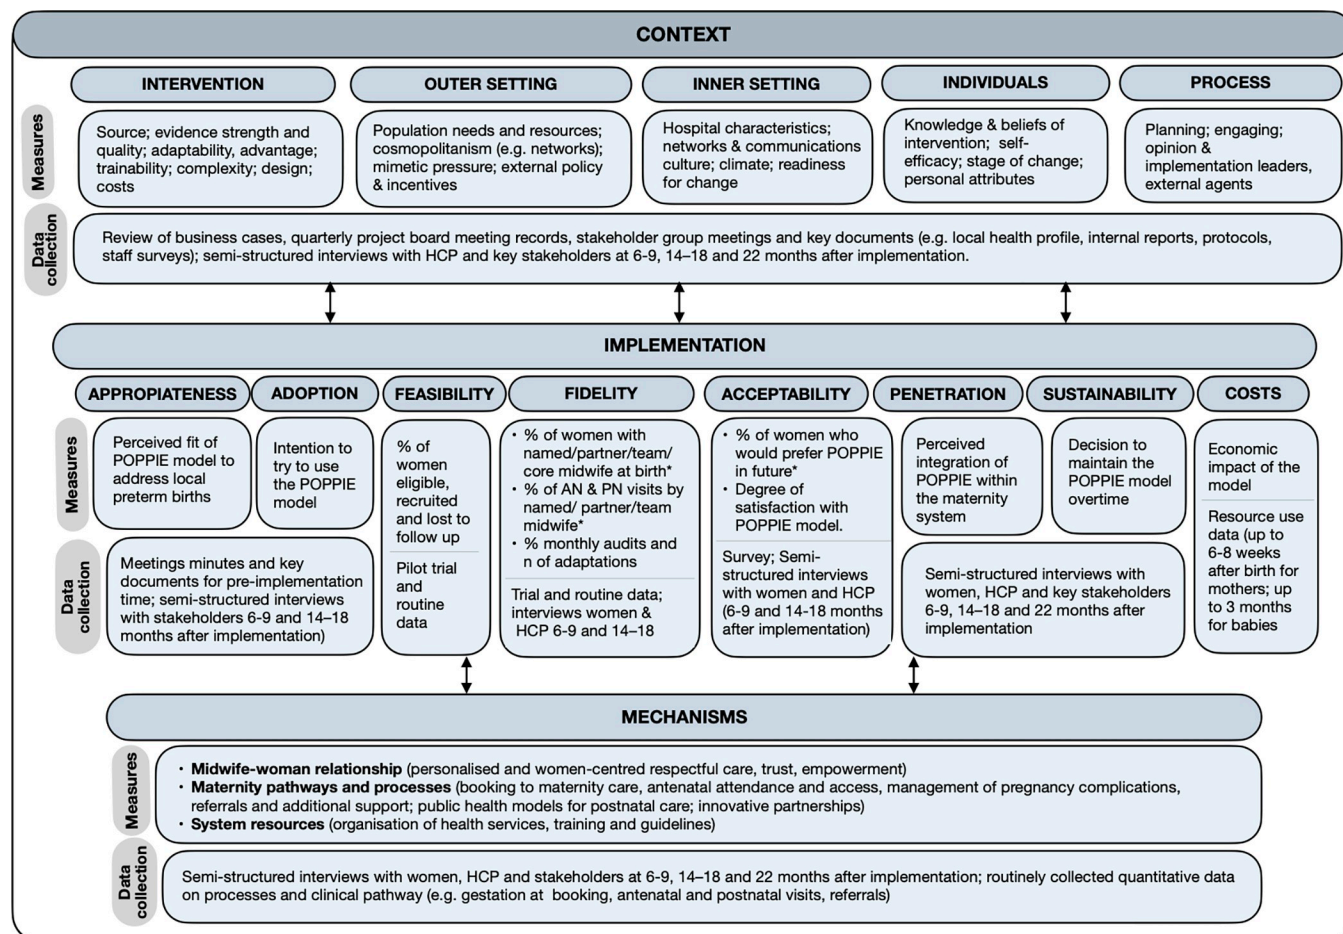 CONTEXT
INTERVENTION
OUTER SETTING
INNER SETTING
INDIVIDUALS
PROCESS
Measures
Source; evidence strength and
quality; adaptability, advantage;
trainability; complexity; design;
costs
Population needs and resources;
cosmopolitanism (e.g. networks);
mimetic pressure; external policy
& incentives
Hospital characteristics;
networks & communications
culture; climate; readiness
for change
Knowledge & beliefs of
intervention; self-
efficacy; stage of change;
personal attributes
Planning; engaging;
opinion &
implementation leaders,
external agents
Data
collection
Review of business cases, quarterly project board meeting records, stakeholder group meetings and key documents (e.g. local health profile, internal reports, protocols,
staff surveys); semi-structured interviews with HCP and key stakeholders at 6-9, 14–18 and 22 months after implementation.
IMPLEMENTATION
APPROPIATENESS
ADOPTION
FEASIBILITY
FIDELITY
ACCEPTABILITY
PENETRATION
SUSTAINABILITY
COSTS
Measures
Perceived fit of
POPPIE model to
address local
preterm births
Intention to
try to use
the POPPIE
model
% of
women
eligible,
recruited
and lost to
follow up
• % of women with
named/partner/team/
core midwife at birth*
• % of AN & PN visits by
named/ partner/team
midwife*
• % monthly audits and
n of adaptations
• % of women who
would prefer POPPIE
in future*
• Degree of
satisfaction with
POPPIE model.
Perceived
integration of
POPPIE within
the maternity
system
Decision to
maintain the
POPPIE model
overtime
Economic
impact of the
model
Data
collection
Meetings minutes and key
documents for pre-implementation
time; semi-structured interviews
with stakeholders 6-9 and 14–18
months after implementation)
Pilot trial
and
routine
data
Trial and routine data;
interviews women &
HCP 6-9 and 14–18
Survey; Semi-
structured interviews
with women and HCP
(6-9 and 14-18 months
after implementation)
Semi-structured interviews with
women, HCP and key stakeholders
6-9, 14–18 and 22 months after
implementation
Resource use
data (up to
6-8 weeks
after birth for
mothers; up
to 3 months
for babies
MECHANISMS
Measures
• Midwife-woman relationship (personalised and women-centred respectful care, trust, empowerment)
• Maternity pathways and processes (booking to maternity care, antenatal attendance and access, management of pregnancy complications,
referrals and additional support; public health models for postnatal care; innovative partnerships)
• System resources (organisation of health services, training and guidelines)
Data
collection
Semi-structured interviews with women, HCP and stakeholders at 6-9, 14–18 and 22 months after implementation; routinely collected quantitative data
on processes and clinical pathway (e.g. gestation at booking, antenatal and postnatal visits, referrals)